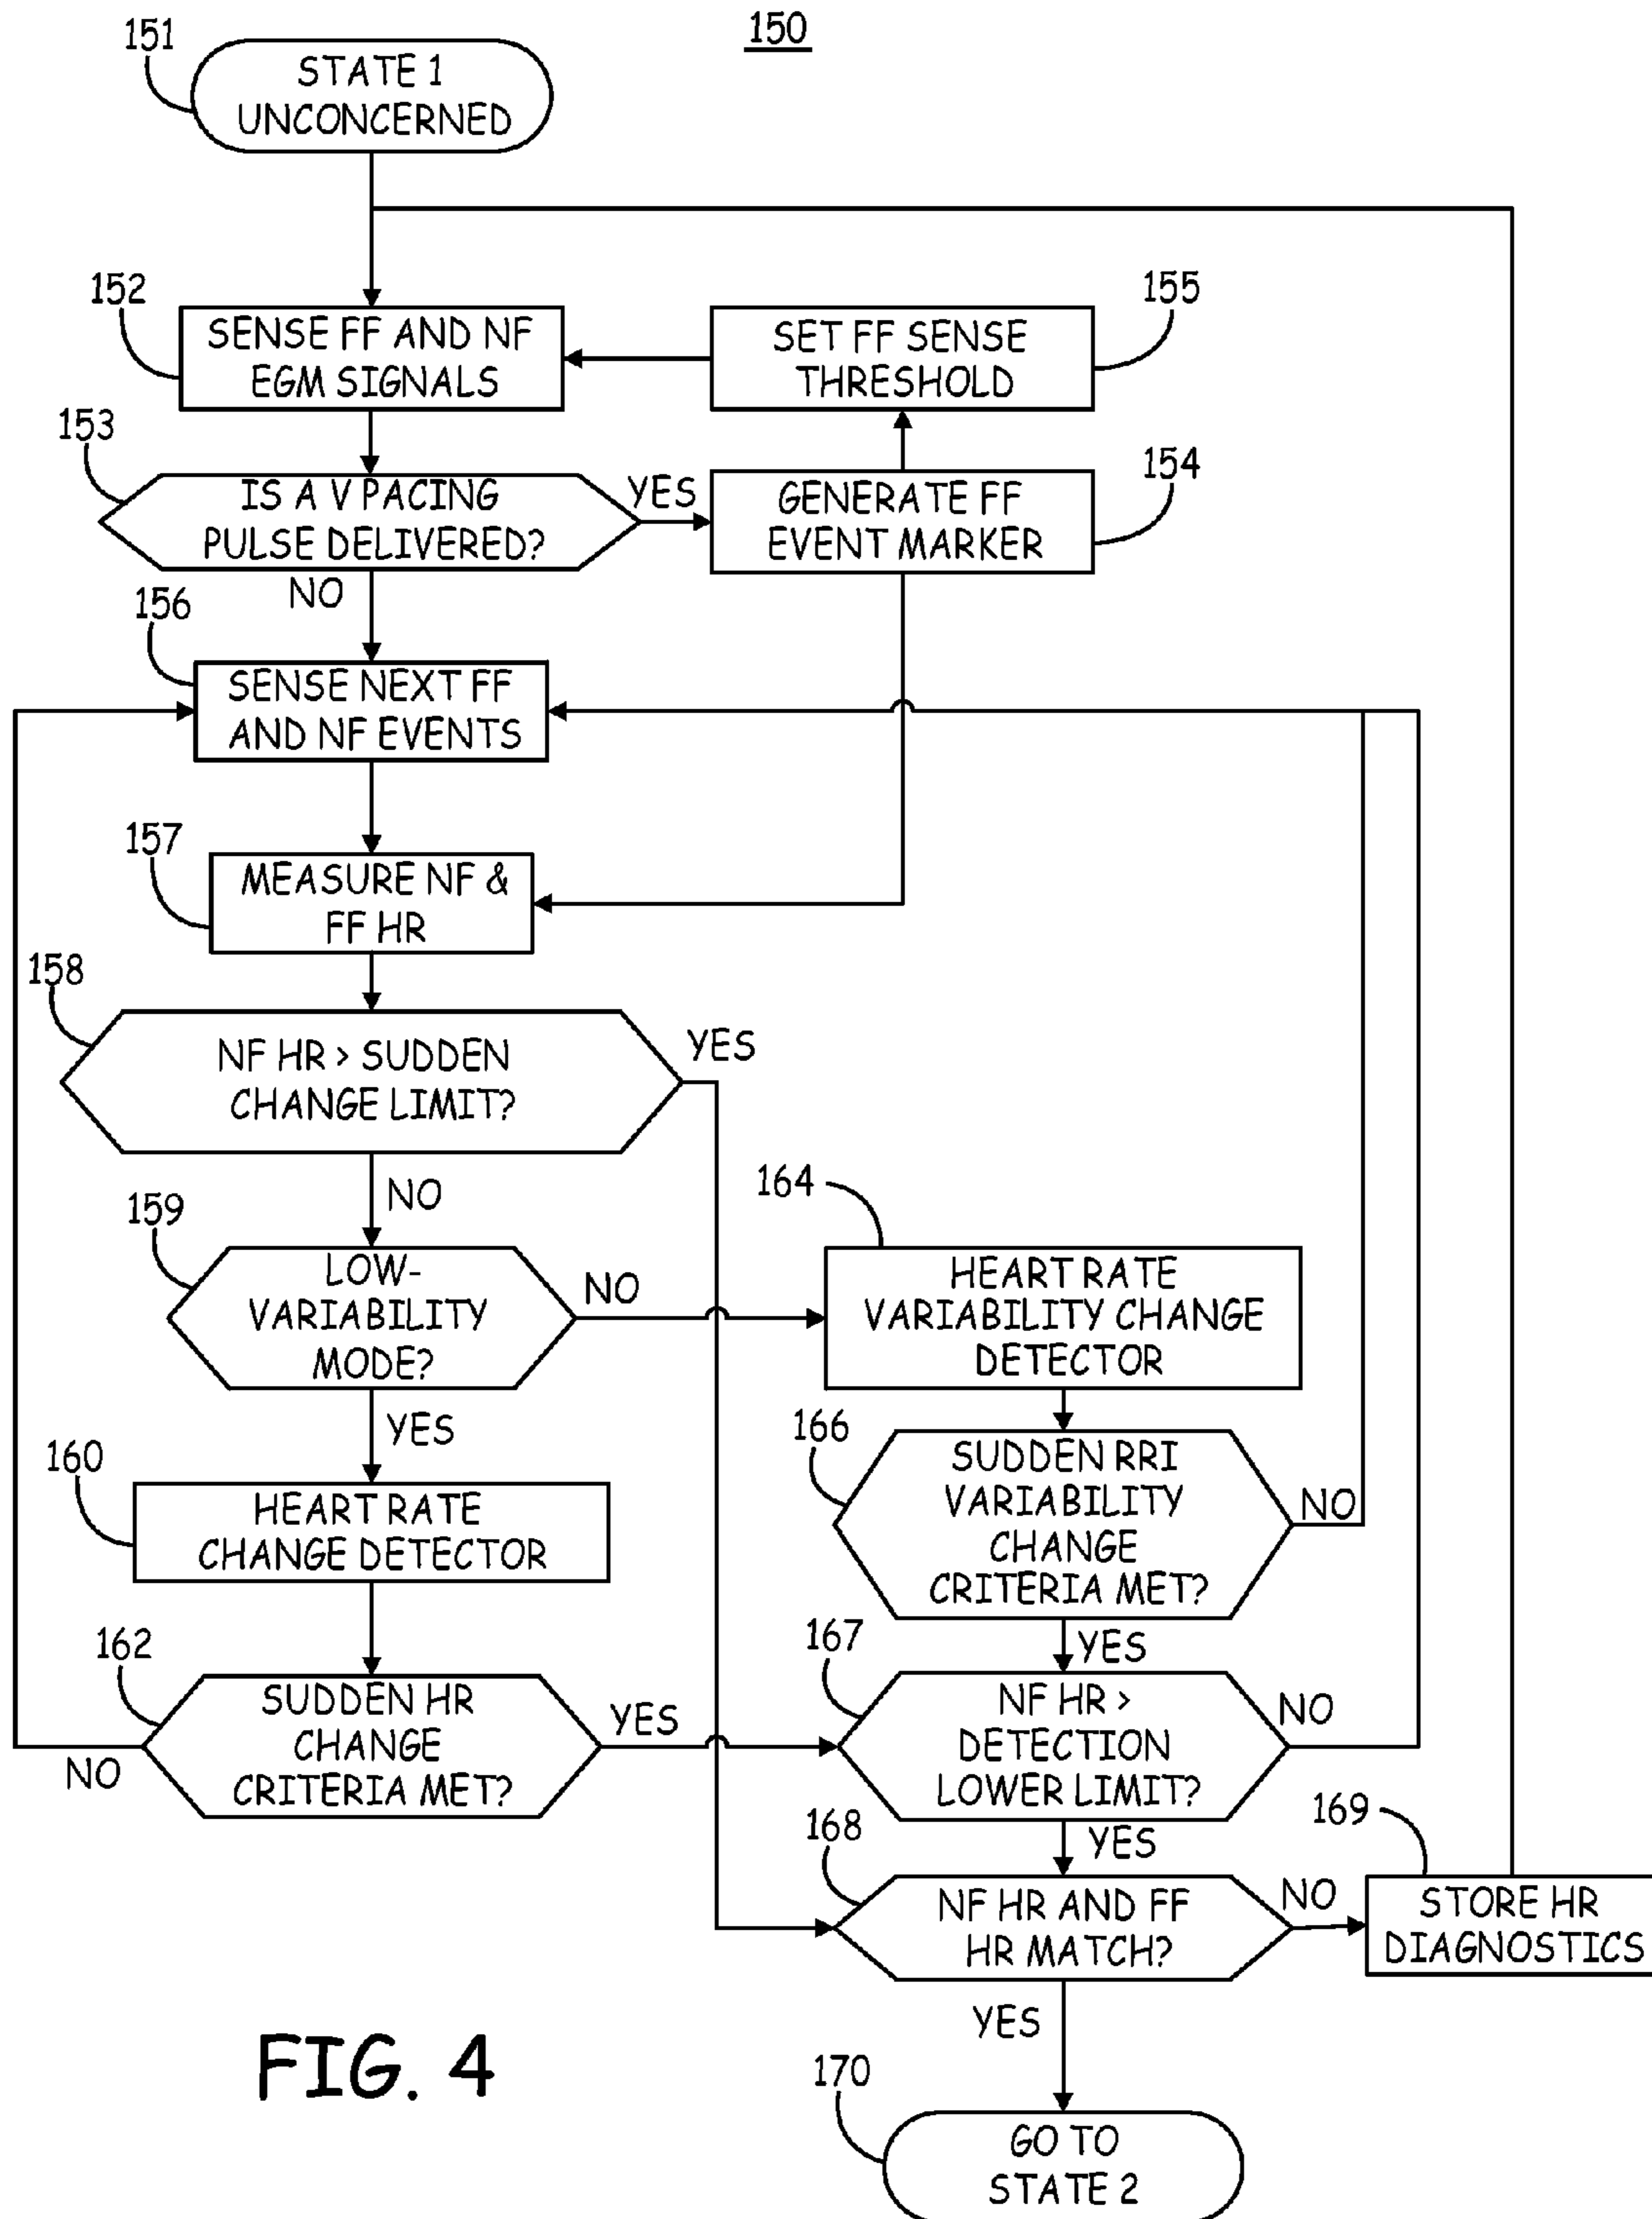 150
151
STATE 1
UNCONCERNED
152
SENSE FF AND NF
EGM SIGNALS
155
SET FF SENSE
THRESHOLD
153
IS A V PACING
PULSE DELIVERED?
YES
NO
154
GENERATE FF
EVENT MARKER
156
SENSE NEXT FF
AND NF EVENTS
157
MEASURE NF &
FF HR
158
NF HR > SUDDEN
CHANGE LIMIT?
YES
NO
159
LOW-
VARIABILITY
MODE?
NO
YES
164
HEART RATE
VARIABILITY CHANGE
DETECTOR
160
HEART RATE
CHANGE DETECTOR
166
SUDDEN RRI
VARIABILITY
CHANGE
CRITERIA MET?
NO
YES
162
SUDDEN HR
CHANGE
CRITERIA MET?
YES
NO
167
NF HR >
DETECTION
LOWER LIMIT?
NO
YES
168
NF HR AND FF
HR MATCH?
NO
YES
169
STORE HR
DIAGNOSTICS
170
GO TO
STATE 2
FIG. 4